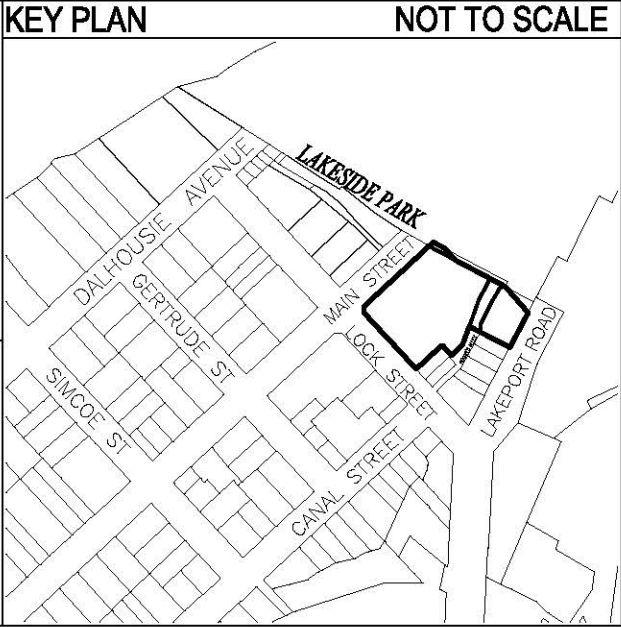 KEY PLAN NOT TO SCALE
LAKESIDE PARK
DALHOUSIE AVENUE
GERTRUDE ST
MAIN STREET
LOCK STREET
LAKEPORT ROAD
SIMCOE ST
CANAL STREET